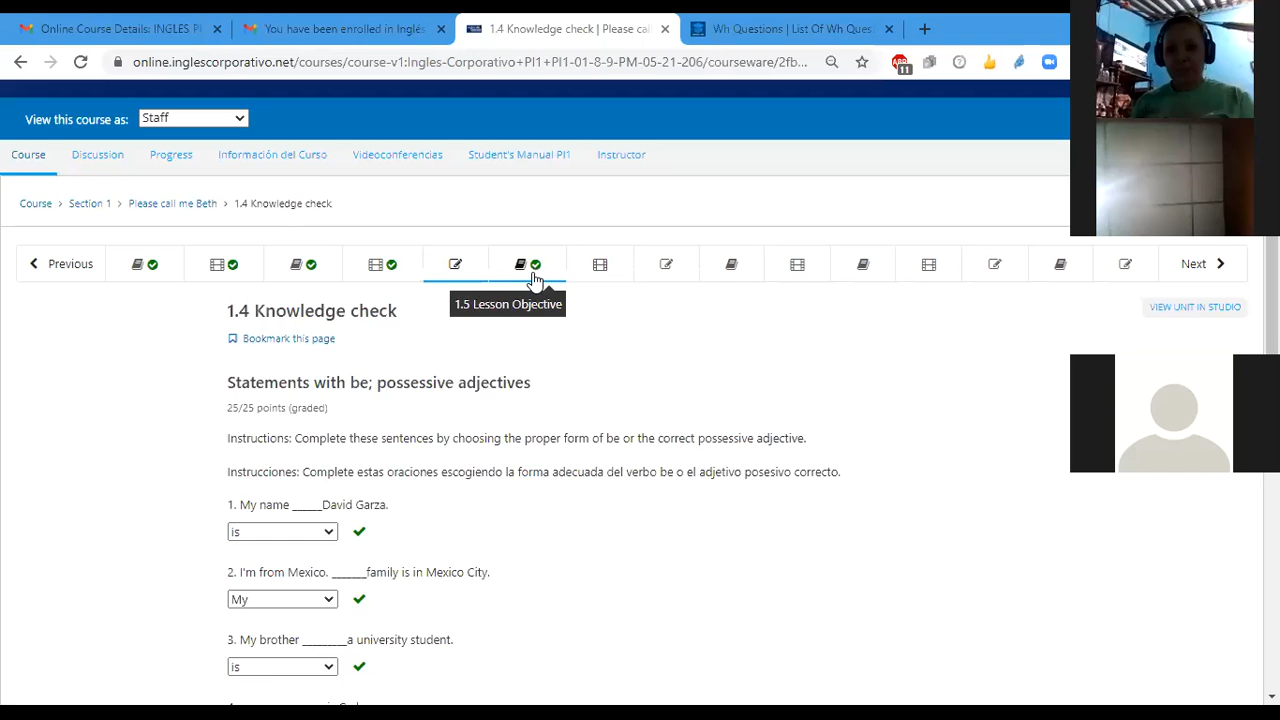 Online Course Details: INGLES PI
You have been enrolled in Inglés
1.4 Knowledge check | Please cal
Wh Questions | List Of Wh Ques
online.inglescorporativo.net/courses/course-v1:Ingles-Corporativo+PI1+PI1-01-8-9-PM-05-21-206/courseware/2fb...
11
View this course as:
Staff
Course
Discussion
Progress
Información del Curso
Videoconferencias
Student's Manual PI1
Instructor
Course > Section 1 > Please call me Beth > 1.4 Knowledge check
Previous
Next
1.5 Lesson Objective
1.4 Knowledge check
VIEW UNIT IN STUDIO
Bookmark this page
Statements with be; possessive adjectives
25/25 points (graded)
Instructions: Complete these sentences by choosing the proper form of be or the correct possessive adjective.
Instrucciones: Complete estas oraciones escogiendo la forma adecuada del verbo be o el adjetivo posesivo correcto.
1. My name _____David Garza.
is
2. I'm from Mexico. ______family is in Mexico City.
My
3. My brother ________a university student.
is